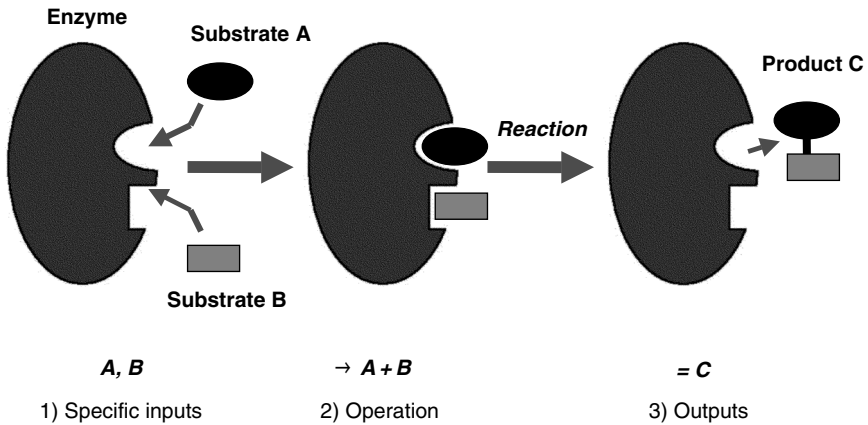 Enzyme
Substrate A
Substrate B
Reaction
Product C
A, B
→ A + B
= C
1) Specific inputs
2) Operation
3) Outputs